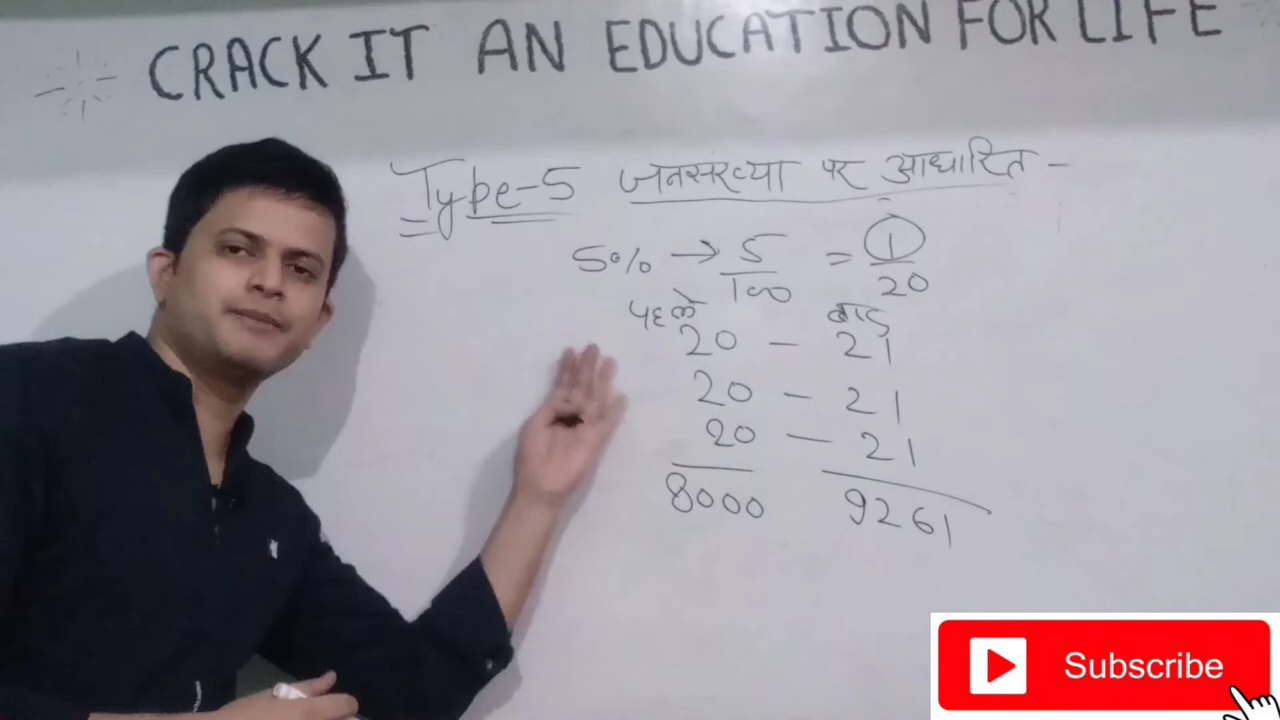 CRACK IT AN EDUCATION FOR LIFE
Type-5 जनसंख्या पर आधारित -
5% → 5/100 = 1/20
पहले बाद
20 - 21
20 - 21
20 - 21
8000 9261
Subscribe